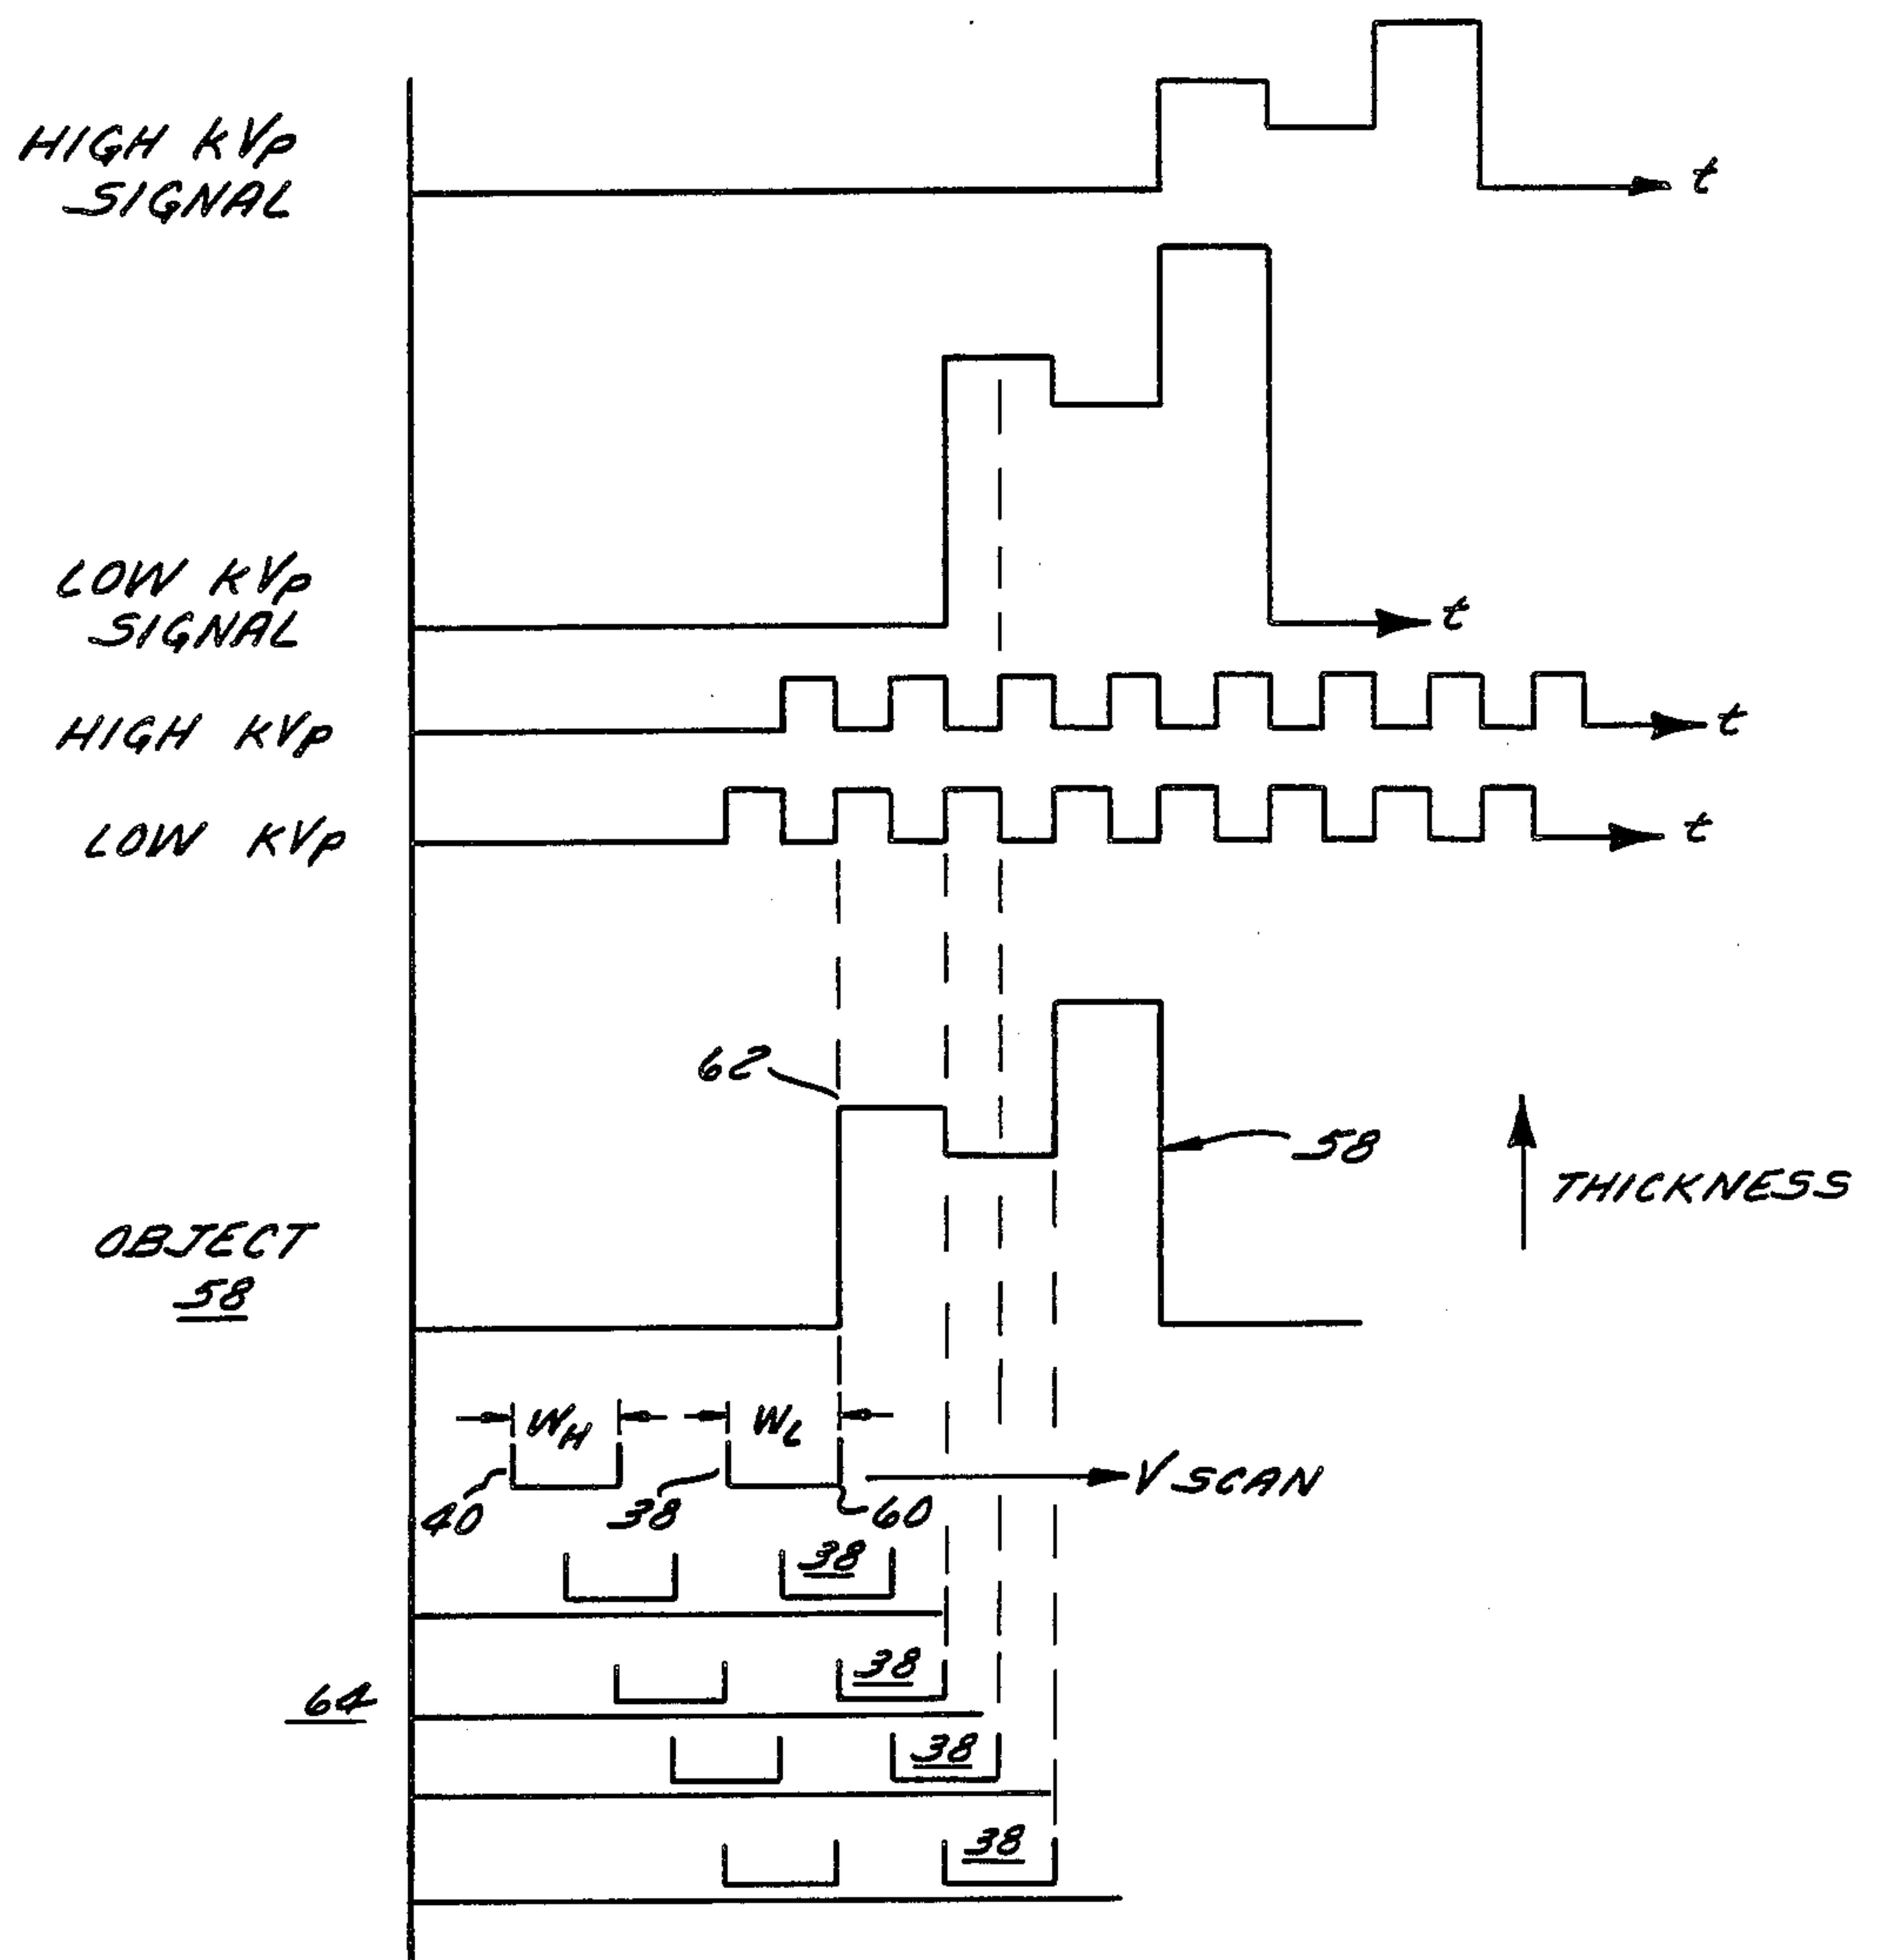 HIGH kVp
SIGNAL
t
LOW kVp
SIGNAL
t
HIGH kVp
t
LOW kVp
t
62
58
THICKNESS
OBJECT
58
WH
WL
V SCAN
40
38
60
38
38
64
38
38